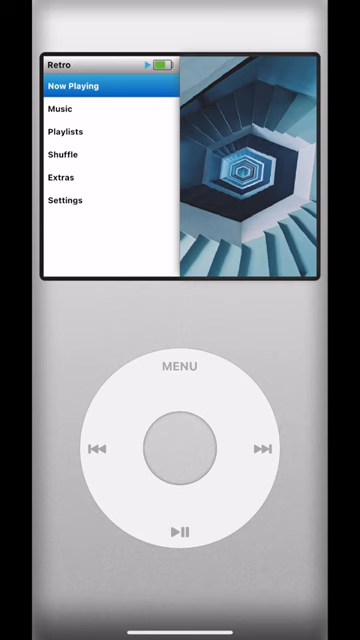 Retro
Now Playing
Music
Playlists
Shuffle
Extras
Settings
MENU